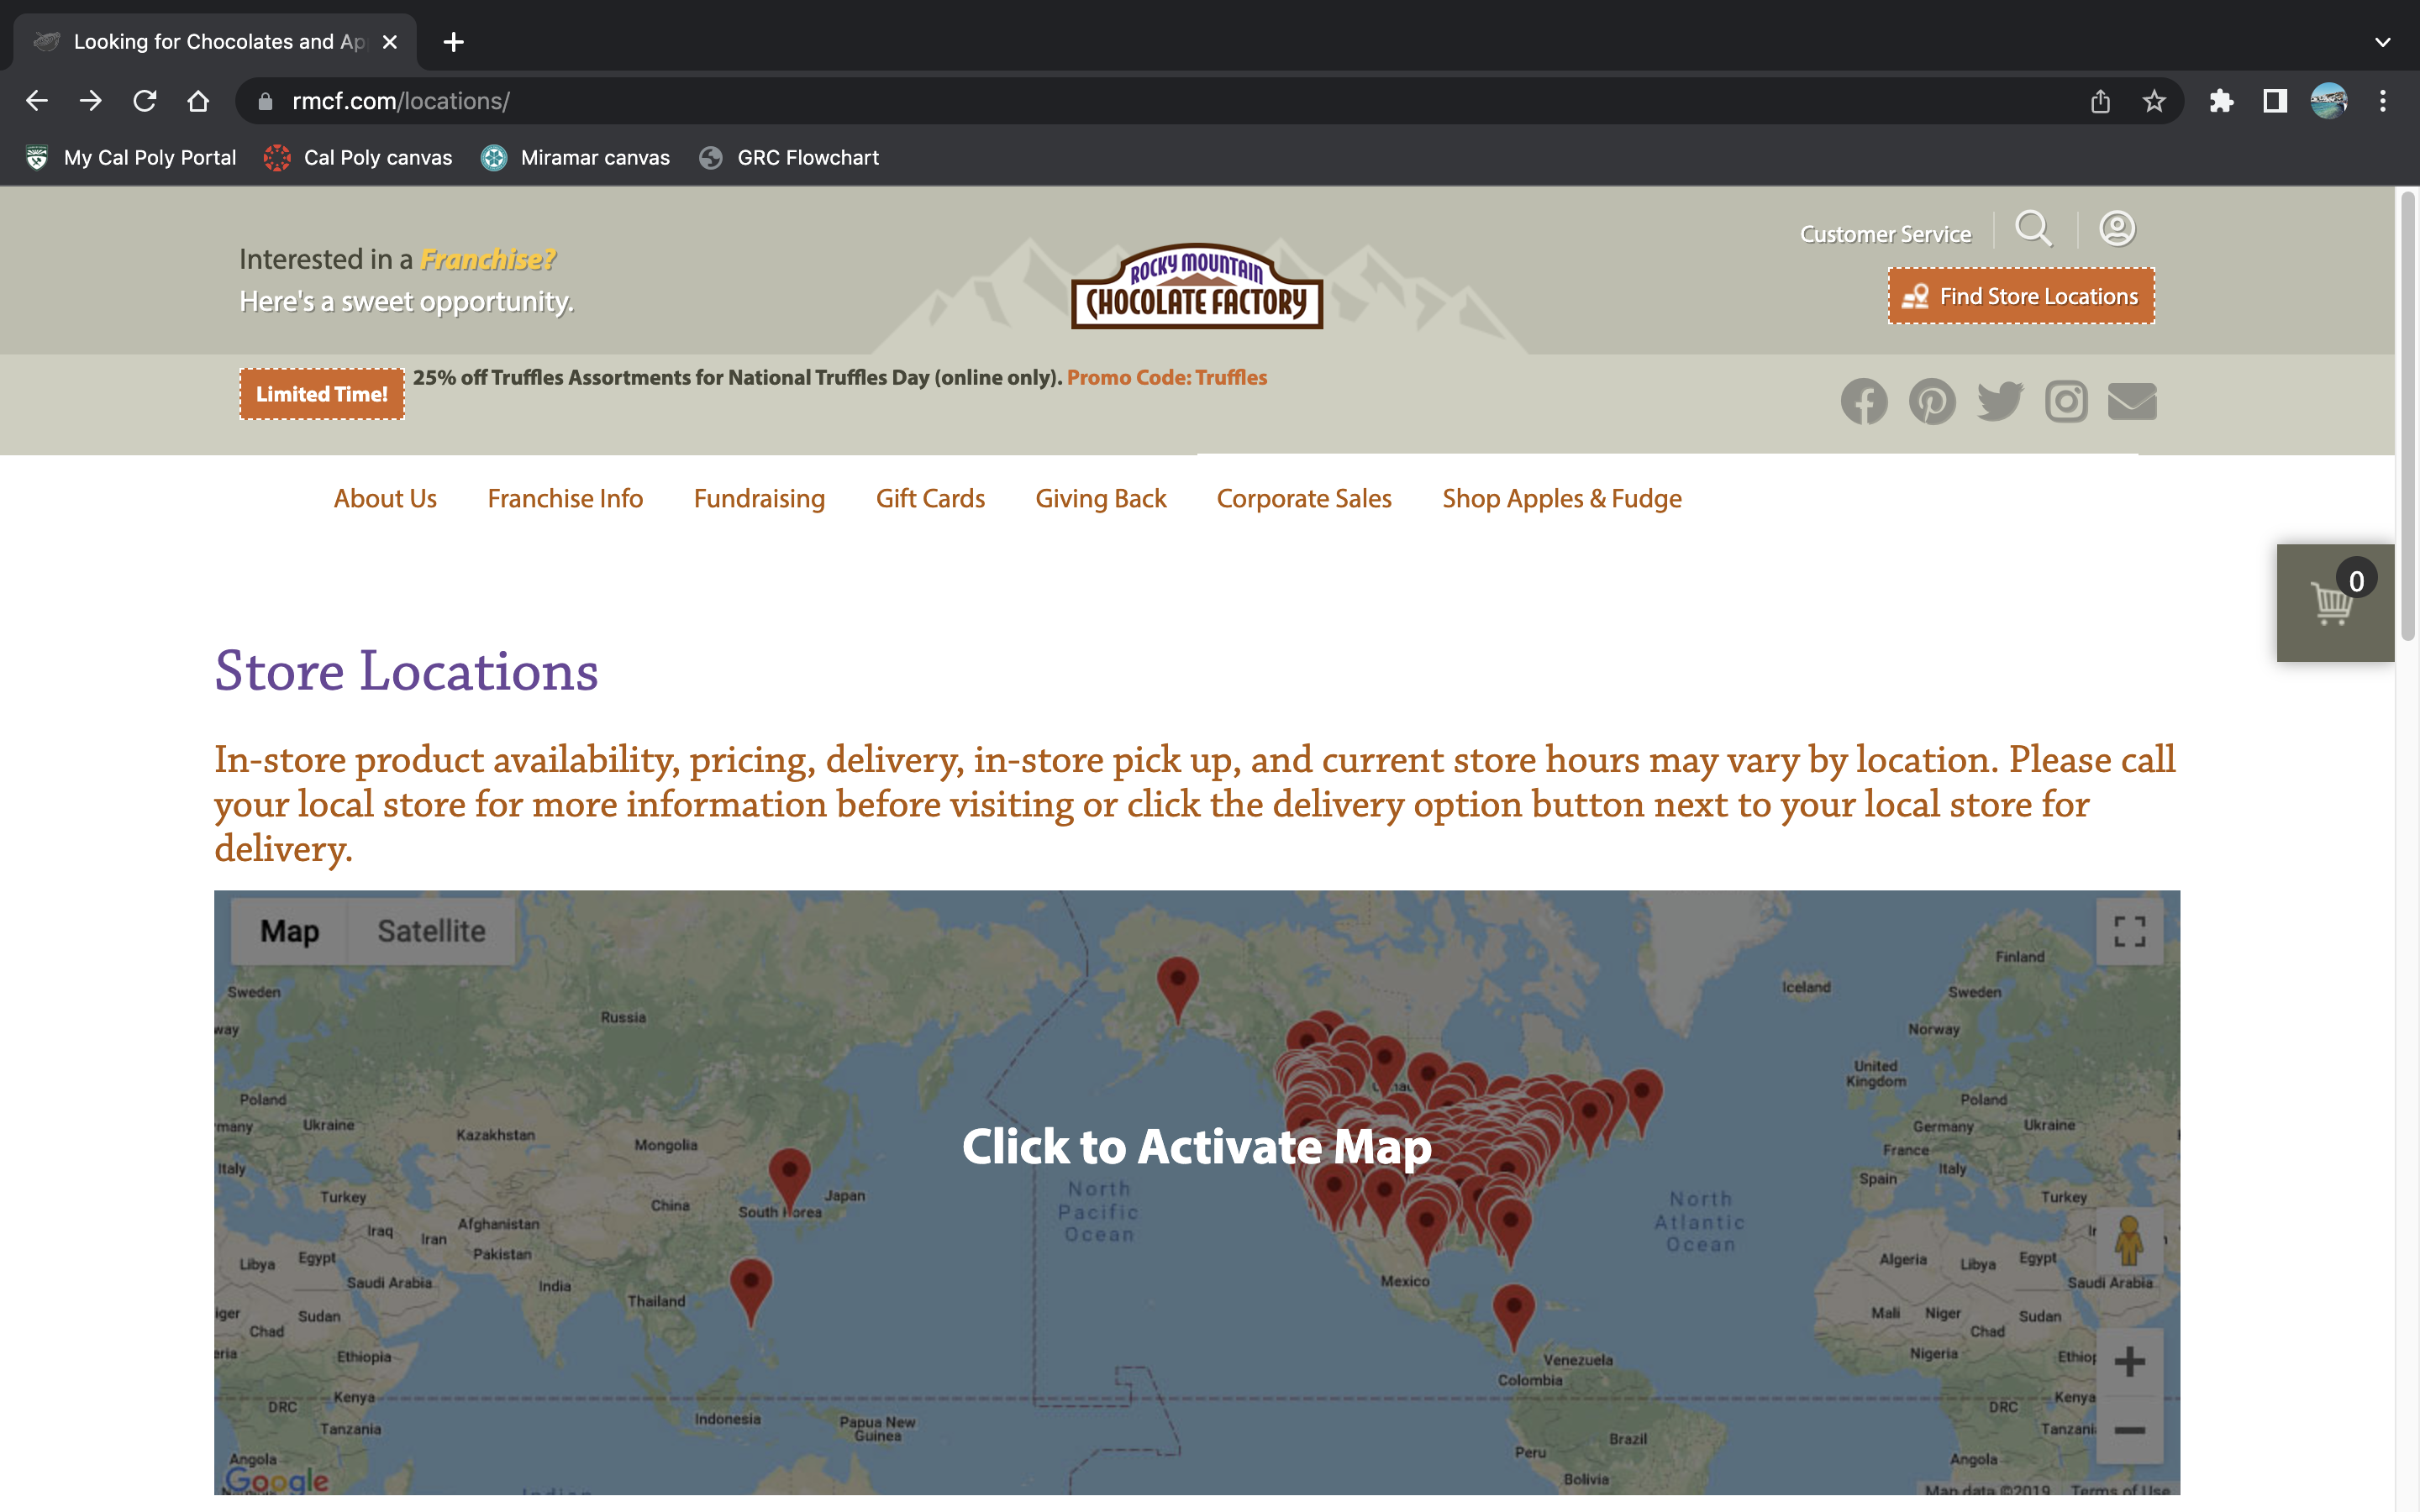 Looking for Chocolates and Ap
rmcf.com/locations/
My Cal Poly Portal
Cal Poly canvas
Miramar canvas
GRC Flowchart
Interested in a Franchise?
Here's a sweet opportunity.
ROCKY MOUNTAIN
CHOCOLATE FACTORY
Customer Service
Find Store Locations
Limited Time!
25% off Truffles Assortments for National Truffles Day (online only). Promo Code: Truffles
About Us
Franchise Info
Fundraising
Gift Cards
Giving Back
Corporate Sales
Shop Apples & Fudge
0
Store Locations
In-store product availability, pricing, delivery, in-store pick up, and current store hours may vary by location. Please call
your local store for more information before visiting or click the delivery option button next to your local store for
delivery.
Map
Satellite
Finland
Iceland
Sweden
Sweden
Russia
way
Norway
United
Kingdom
Poland
Poland
many
Ukraine
Germany
Ukraine
Kazakhstan
Mongolia
Click to Activate Map
France
Italy
Italy
Spain
Turkey
China
Japan
South Korea
North
Pacific
Ocean
North
Atlantic
Ocean
Turkey
Iraq
Afghanistan
Iran
Pakistan
Libya
Egypt
Saudi Arabia
India
Thailand
Mexico
Algeria
Libya
Egypt
Saudi Arabia
iger
Sudan
Chad
Mali
Niger
Sudan
Chad
eria
Ethiopia
Venezuela
Nigeria
Ethiop
Colombia
Kenya
DRC
Tanzania
Indonesia
Papua New
Guinea
Kenya
DRC
Tanzani
Peru
Brazil
Angola
Angola
Bolivia
Google
Map data ©2019
Terms of Use